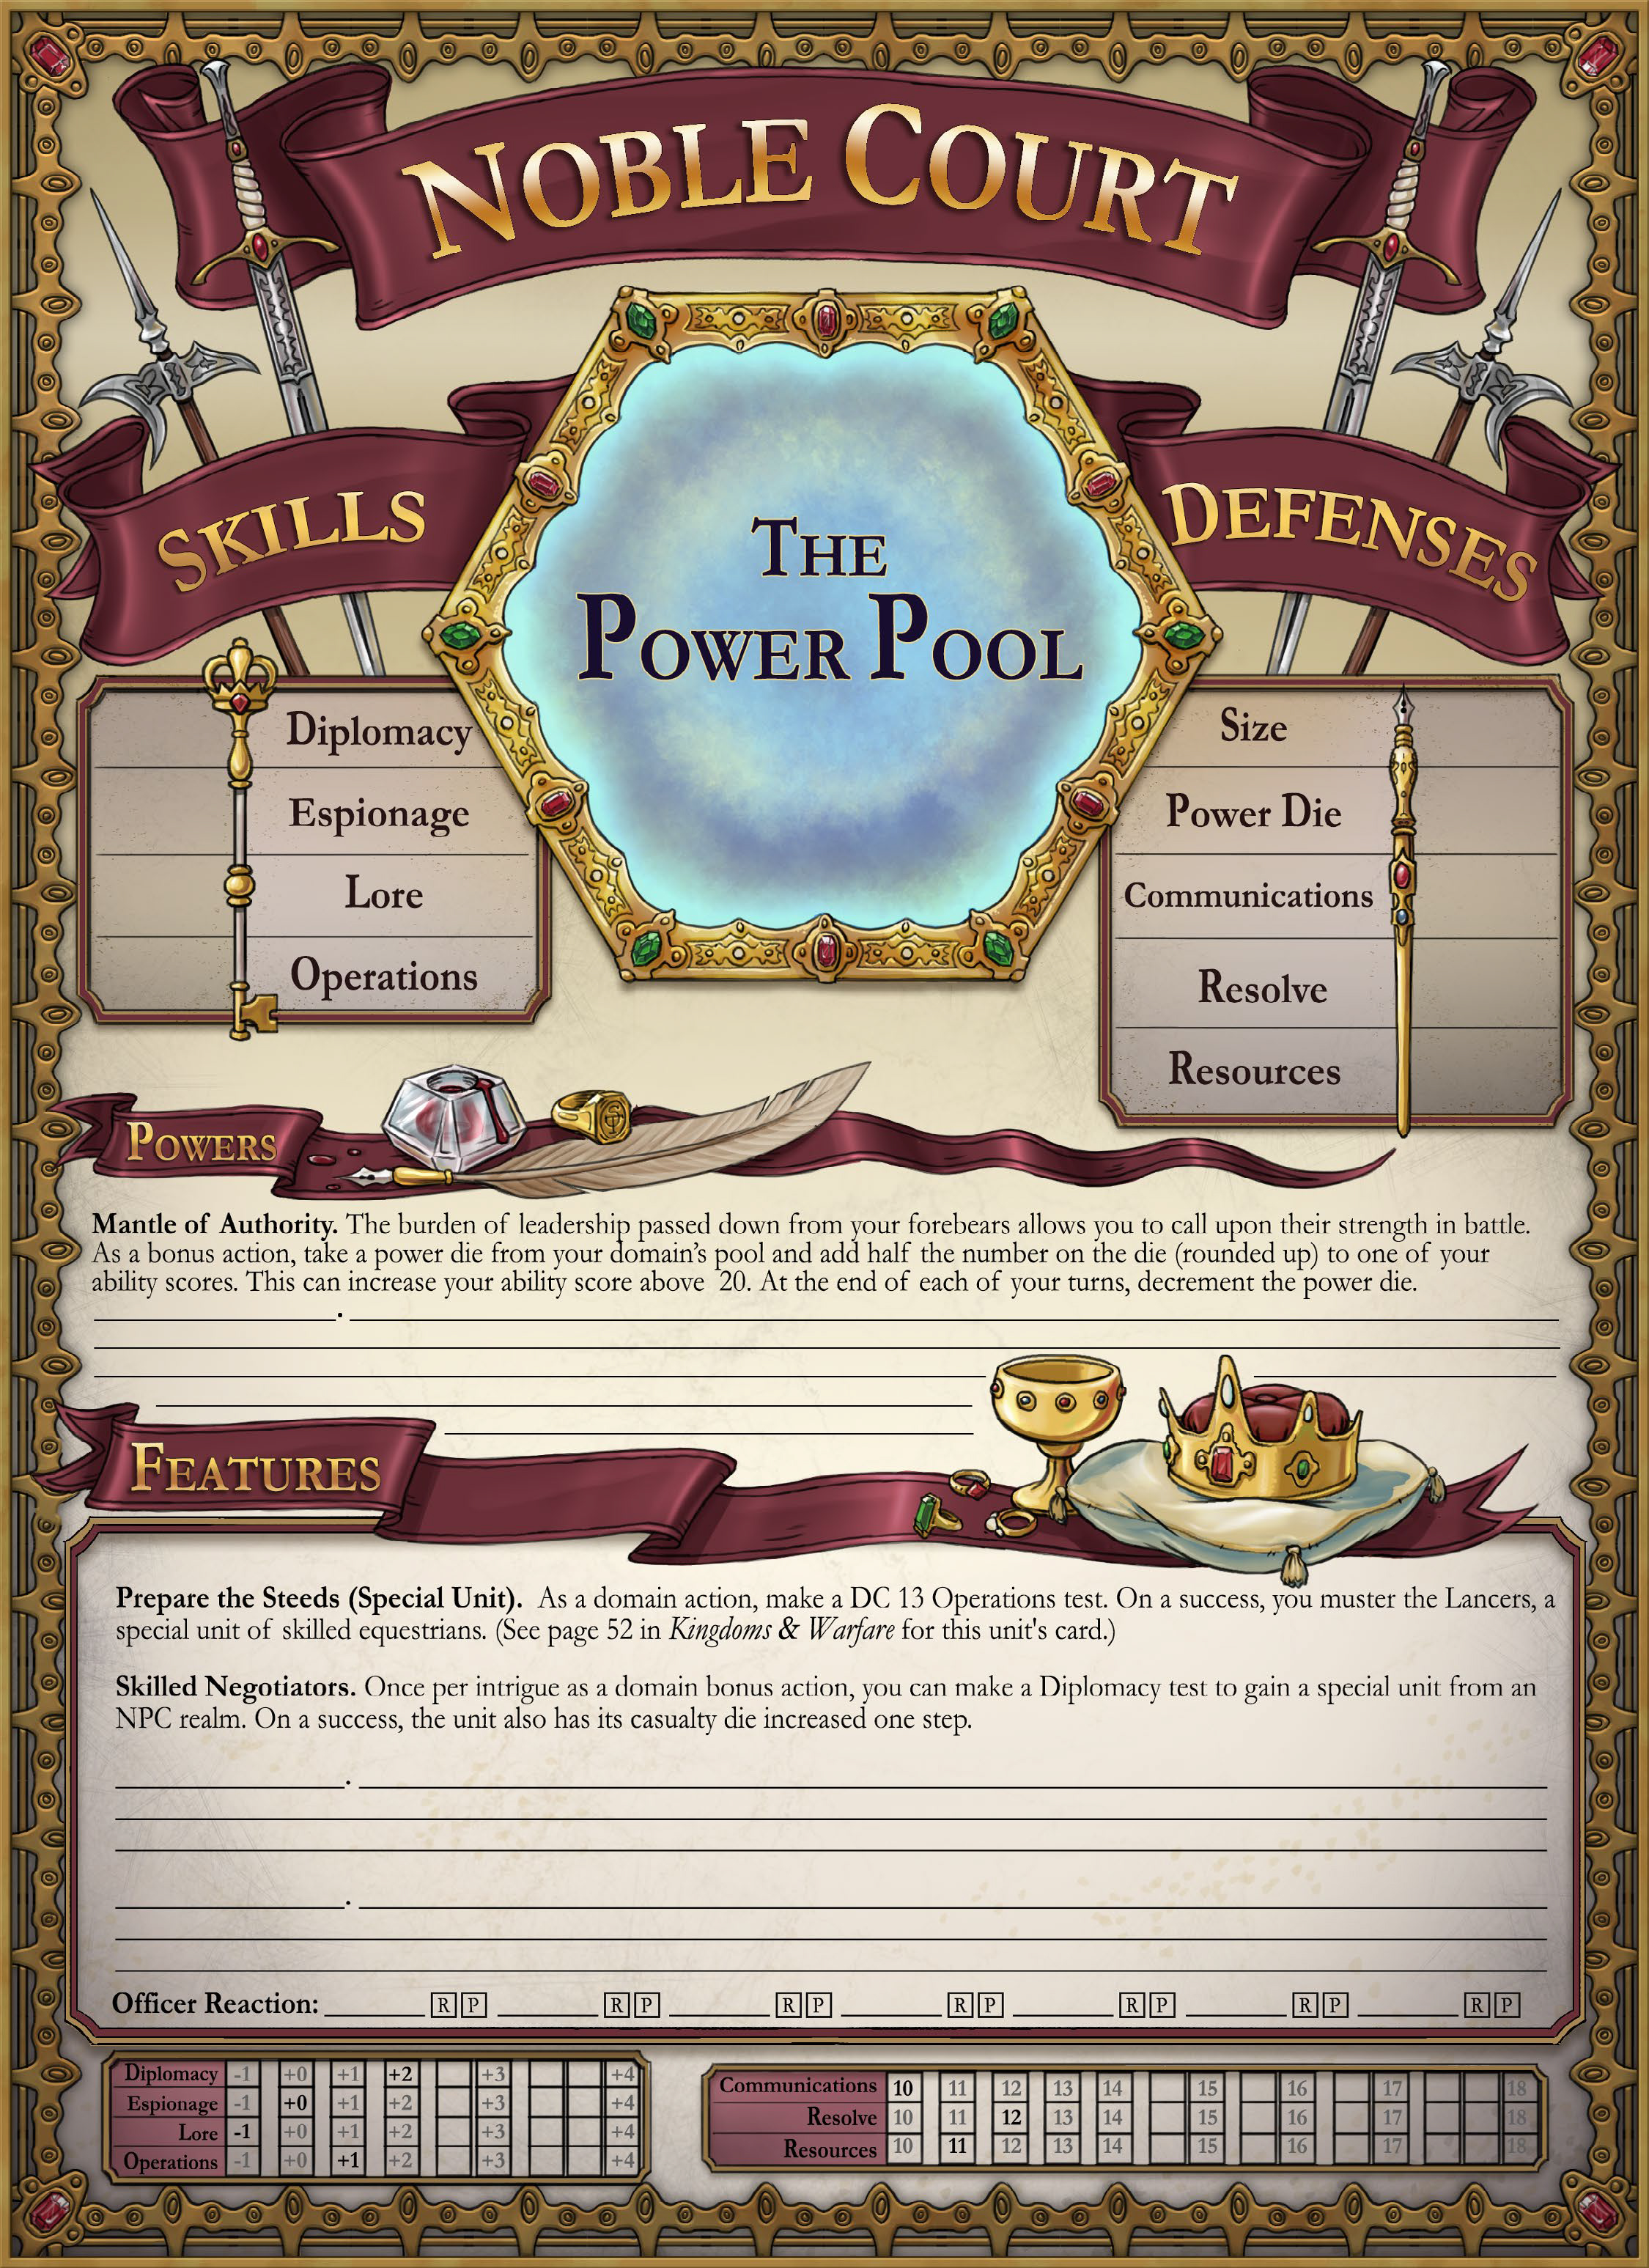 NOBLE COURT
SKILLS
DEFENSES
THE
POWER POOL
Diplomacy
Espionage
Lore
Operations
Size
Power Die
Communications
Resolve
Resources
POWERS
Mantle of Authority. The burden of leadership passed down from your forebears allows you to call upon their strength in battle.
As a bonus action, take a power die from your domain’s pool and add half the number on the die (rounded up) to one of your
ability scores. This can increase your ability score above 20. At the end of each of your turns, decrement the power die.
FEATURES
Prepare the Steeds (Special Unit). As a domain action, make a DC 13 Operations test. On a success, you muster the Lancers, a
special unit of skilled equestrians. (See page 52 in Kingdoms & Warfare for this unit's card.)
Skilled Negotiators. Once per intrigue as a domain bonus action, you can make a Diplomacy test to gain a special unit from an
NPC realm. On a success, the unit also has its casualty die increased one step.
Officer Reaction: R P R P R P R P R P R P R P
Diplomacy -1 +0 +1 +2 +3 +4
Espionage -1 +0 +1 +2 +3 +4
Lore -1 +0 +1 +2 +3 +4
Operations -1 +0 +1 +2 +3 +4
Communications 10 11 12 13 14 15 16 17 18
Resolve 10 11 12 13 14 15 16 17 18
Resources 10 11 12 13 14 15 16 17 18